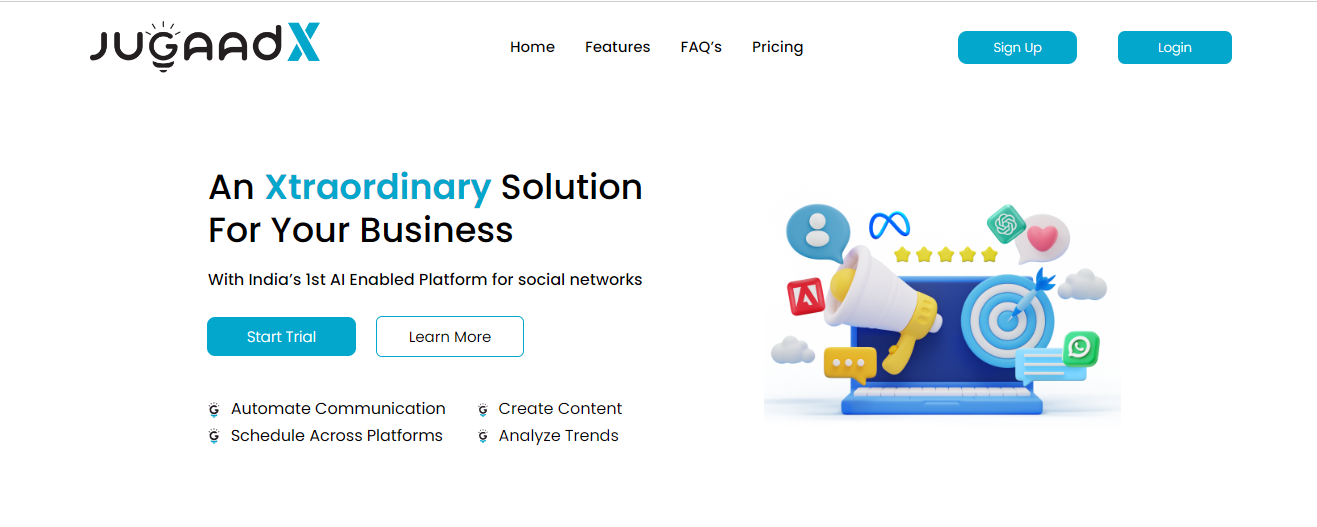 JUGAADX
Home Features FAQ's Pricing
Sign Up Login
An Xtraordinary Solution
For Your Business
With India's 1st AI Enabled Platform for social networks
Start Trial Learn More
Automate Communication Create Content
Schedule Across Platforms Analyze Trends